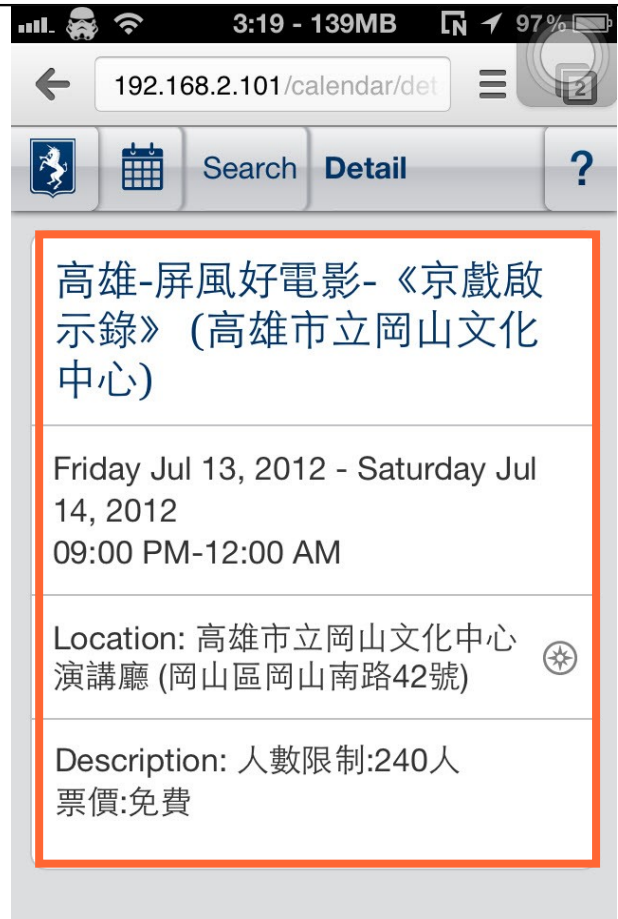 3:19 - 139MB
97%
192.168.2.101/calendar/det
2
Search Detail ?
高雄-屏風好電影-《京戲啟
示錄》 (高雄市立岡山文化
中心)
Friday Jul 13, 2012 - Saturday Jul
14, 2012
09:00 PM-12:00 AM
Location: 高雄市立岡山文化中心
演講廳 (岡山區岡山南路42號)
Description: 人數限制:240人
票價:免費